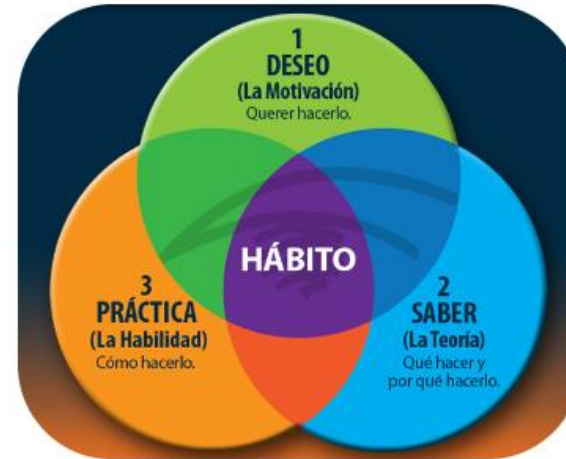 1
DESEO
(La Motivación)
Querer hacerlo.
HÁBITO
3
PRÁCTICA
(La Habilidad)
Cómo hacerlo.
2
SABER
(La Teoría)
Qué hacer y
por qué hacerlo.